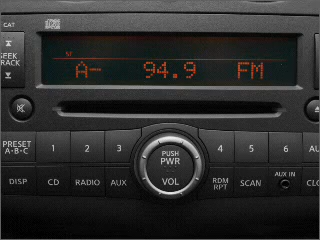 CAT
SEEK
TRACK
ST
A-- 94.9 FM
PRESET
A-B-C
1 2 3 4 5 6
PUSH
PWR
VOL
DISP CD RADIO AUX
RDM
RPT
SCAN
AUX IN